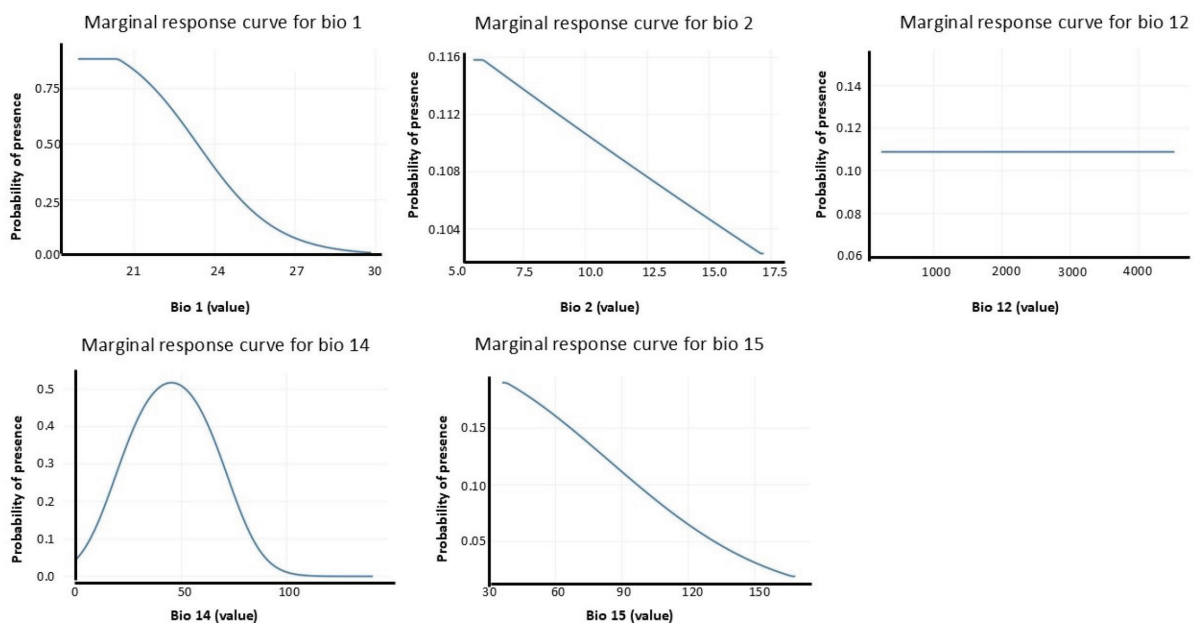 Marginal response curve for bio 1
Probability of presence
0.75
0.50
0.25
0.00
21 24 27 30
Bio 1 (value)
Marginal response curve for bio 2
Probability of presence
0.116
0.112
0.108
0.104
5.0 7.5 10.0 12.5 15.0 17.5
Bio 2 (value)
Marginal response curve for bio 12
Probability of presence
0.14
0.12
0.10
0.08
0.06
1000 2000 3000 4000
Bio 12 (value)
Marginal response curve for bio 14
Probability of presence
0.5
0.4
0.3
0.2
0.1
0.0
0 50 100
Bio 14 (value)
Marginal response curve for bio 15
Probability of presence
0.15
0.10
0.05
30 60 90 120 150
Bio 15 (value)